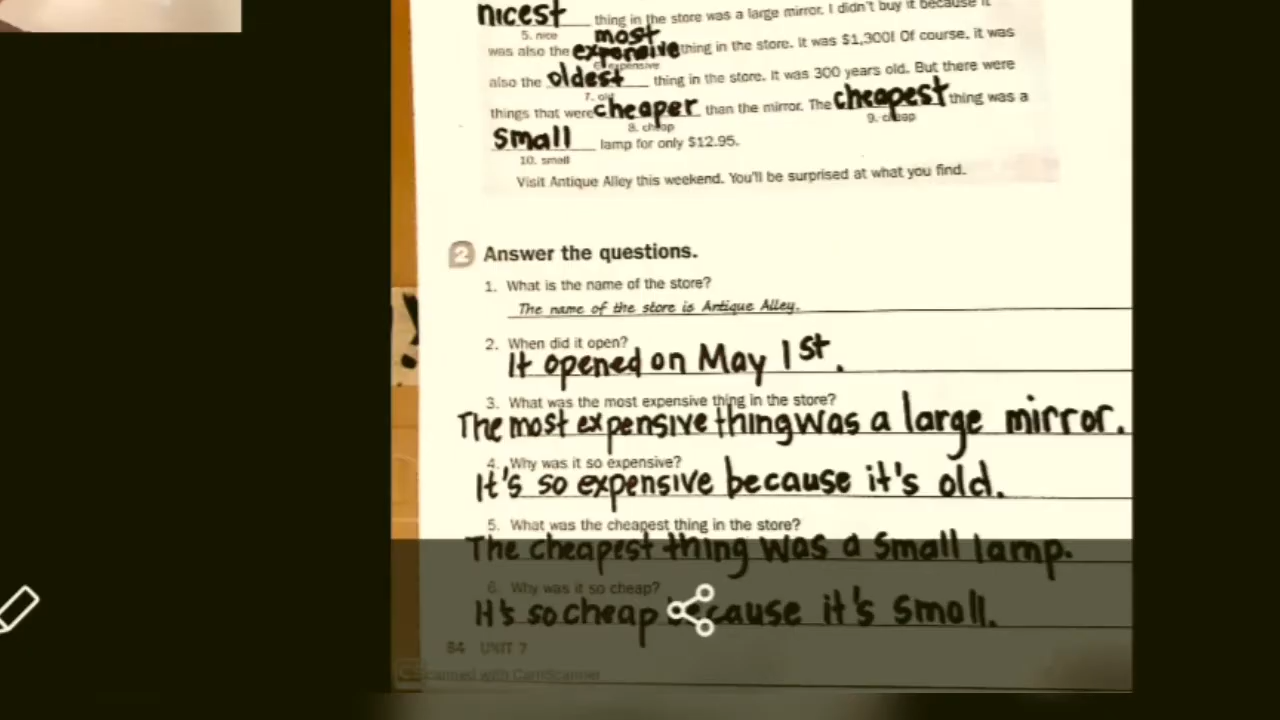 nicest thing in the store was a large mirror. I didn't buy it because it
5. nice
was also the most expensive thing in the store. It was $1,300! Of course, it was
6. expensive
also the oldest thing in the store. It was 300 years old. But there were
7. old
things that were cheaper than the mirror. The cheapest thing was a
8. cheap 9. cheap
small lamp for only $12.95.
10. small
Visit Antique Alley this weekend. You'll be surprised at what you find.
2 Answer the questions.
1. What is the name of the store?
The name of the store is Antique Alley.
2. When did it open?
It opened on May 1st.
3. What was the most expensive thing in the store?
The most expensive thing was a large mirror.
4. Why was it so expensive?
It's so expensive because it's old.
5. What was the cheapest thing in the store?
The cheapest thing was a small lamp.
6. Why was it so cheap?
It's so cheap because it's small.
84 UNIT 7
CS Scanned with CamScanner